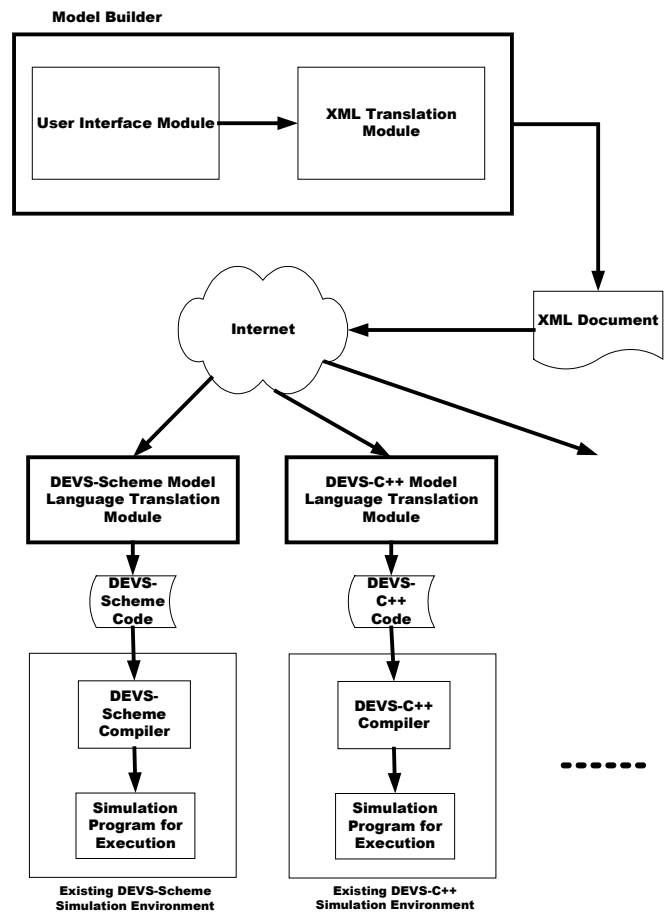 Model Builder
User Interface Module
XML Translation
Module
XML Document
Internet
DEVS-Scheme Model
Language Translation
Module
DEVS-C++ Model
Language Translation
Module
DEVS-
Scheme
Code
DEVS-
C++
Code
DEVS-
Scheme
Compiler
DEVS-C++
Compiler
Simulation
Program for
Execution
Simulation
Program for
Execution
Existing DEVS-Scheme
Simulation Environment
Existing DEVS-C++
Simulation Environment